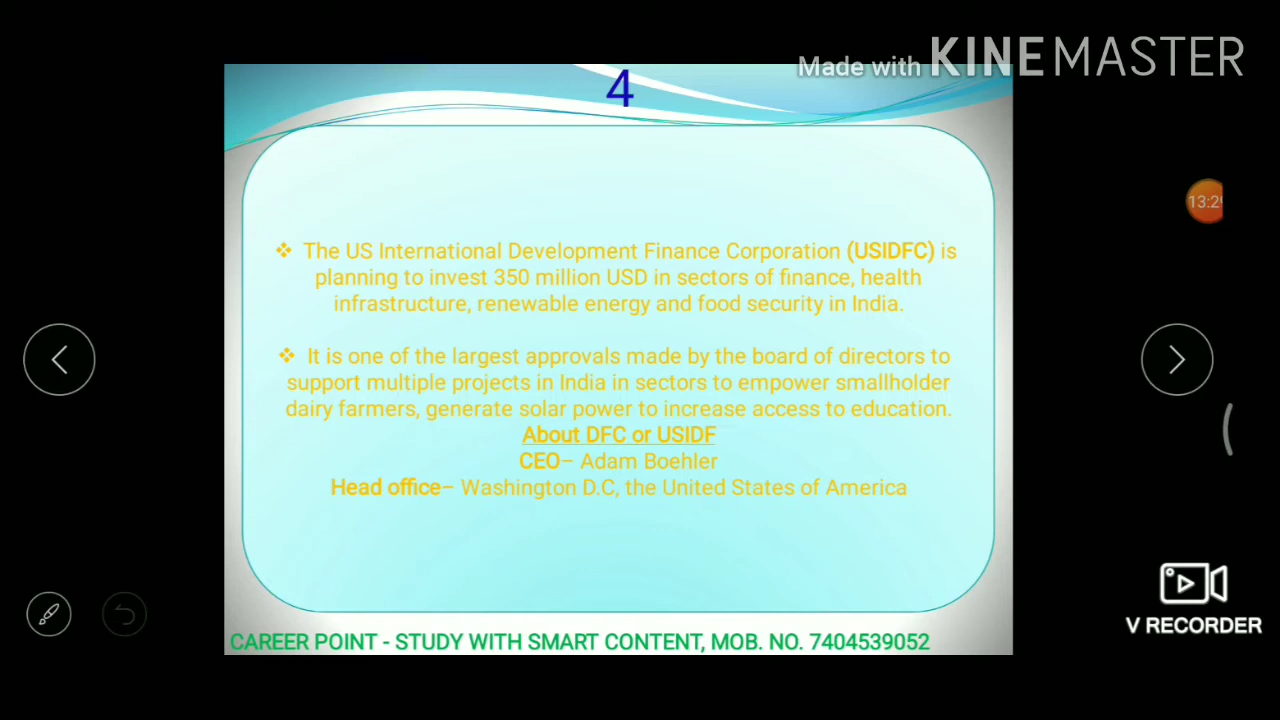 Made with KINEMASTER
4
❖ The US International Development Finance Corporation (USIDFC) is
planning to invest 350 million USD in sectors of finance, health
infrastructure, renewable energy and food security in India.
❖ It is one of the largest approvals made by the board of directors to
support multiple projects in India in sectors to empower smallholder
dairy farmers, generate solar power to increase access to education.
About DFC or USIDF
CEO– Adam Boehler
Head office– Washington D.C, the United States of America
V RECORDER
CAREER POINT - STUDY WITH SMART CONTENT, MOB. NO. 7404539052